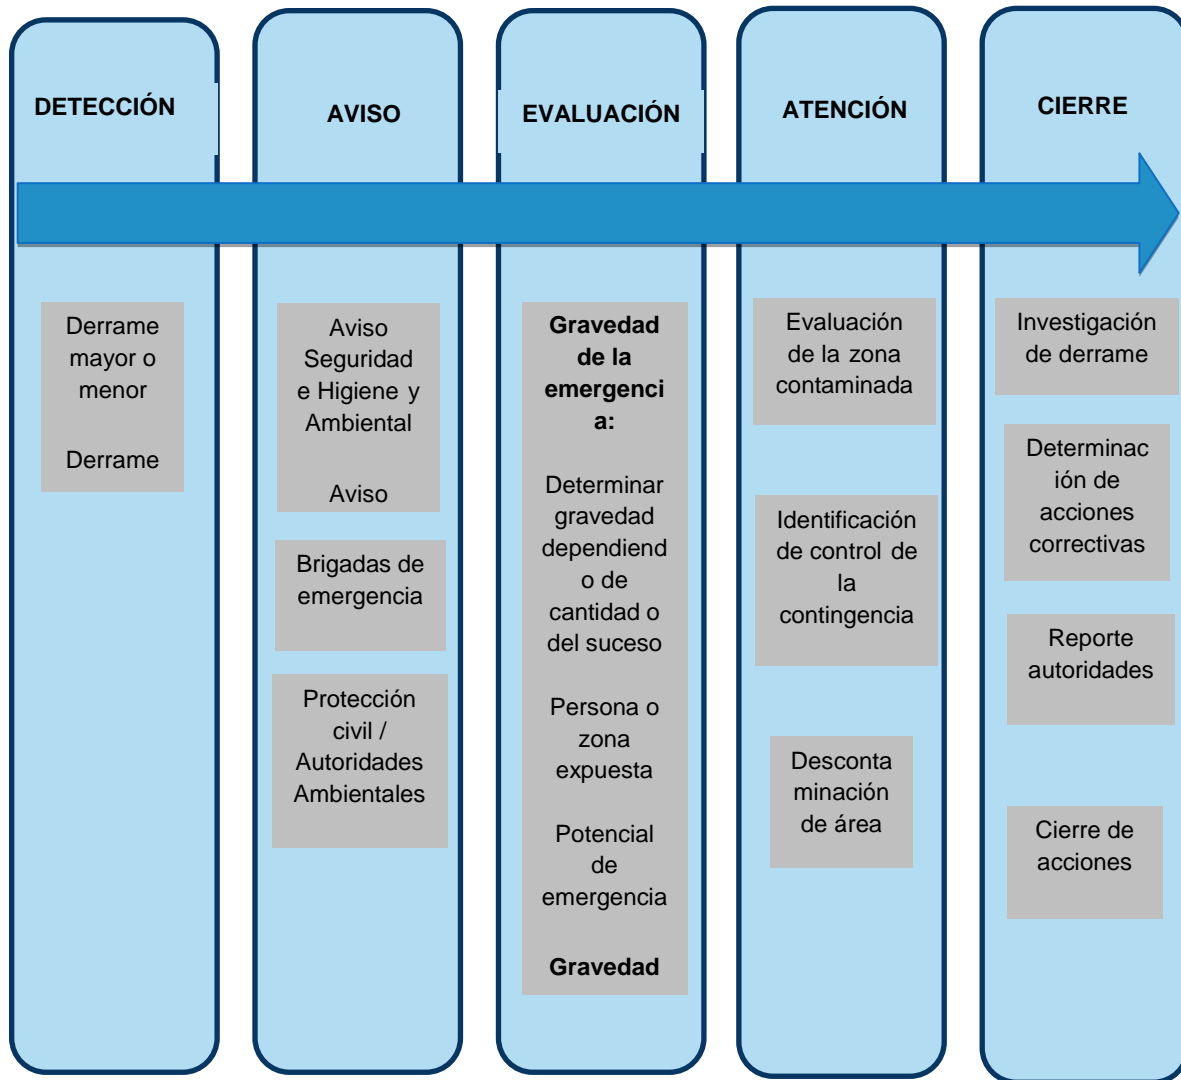 DETECCIÓN
AVISO
EVALUACIÓN
ATENCIÓN
CIERRE
Derrame
mayor o
menor
Derrame
Aviso
Seguridad
e Higiene y
Ambiental
Aviso
Brigadas de
emergencia
Protección
civil /
Autoridades
Ambientales
Gravedad
de la
emergenci
a:
Determinar
gravedad
dependiend
o de
cantidad o
del suceso
Persona o
zona
expuesta
Potencial
de
emergencia
Gravedad
Evaluación
de la zona
contaminada
Identificación
de control de
la
contingencia
Desconta
minación
de área
Investigación
de derrame
Determinac
ión de
acciones
correctivas
Reporte
autoridades
Cierre de
acciones